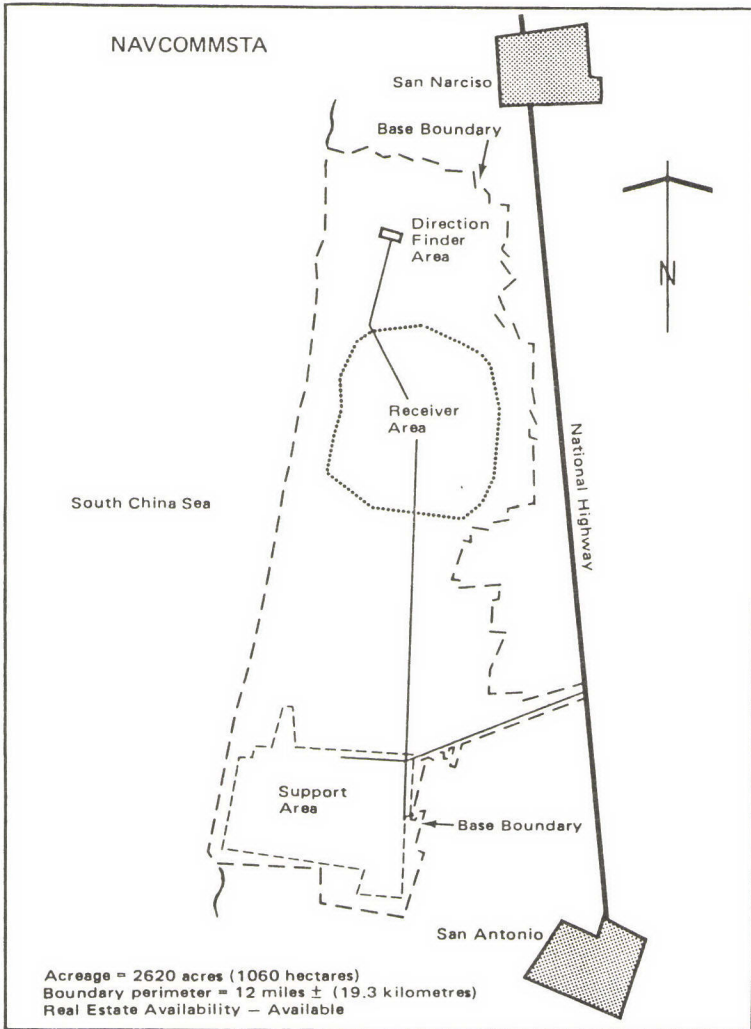 NAVCOMMSTA
San Narciso
Base Boundary
Direction
Finder
Area
N
Receiver
Area
National Highway
South China Sea
Support
Area
Base Boundary
San Antonio
Acreage = 2620 acres (1060 hectares)
Boundary perimeter = 12 miles ± (19.3 kilometres)
Real Estate Availability – Available